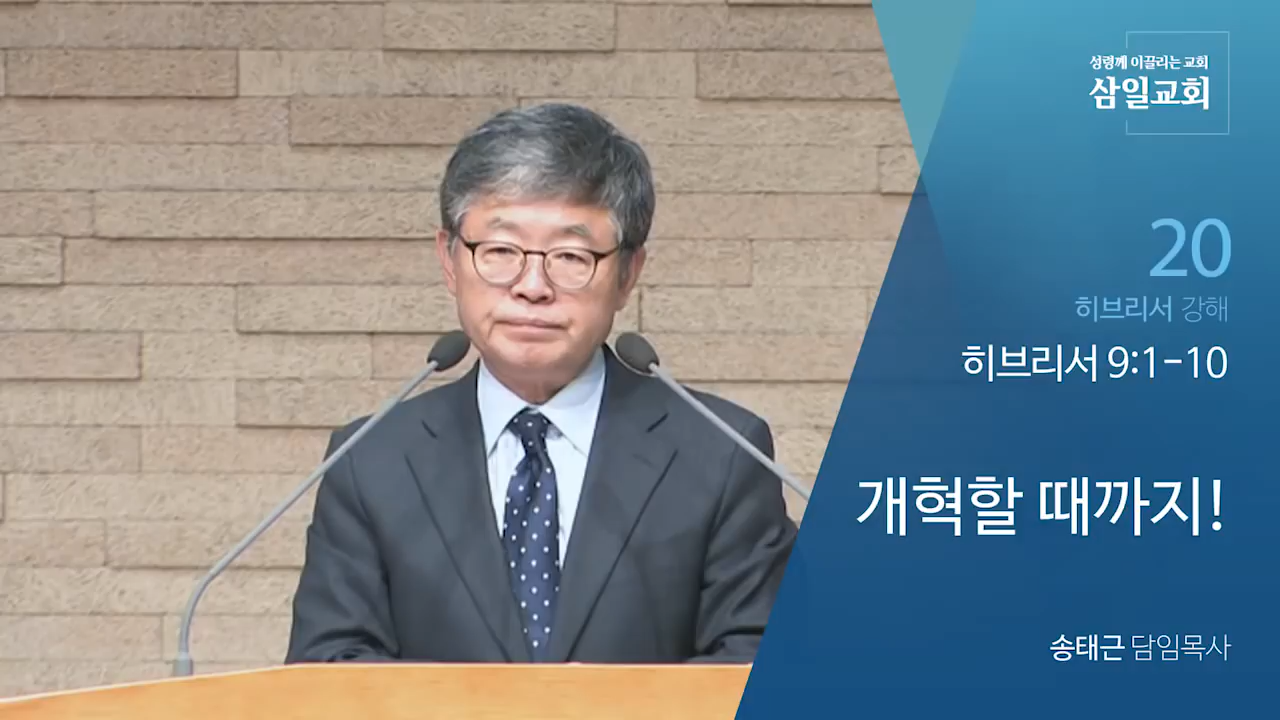 성령께 이끌리는 교회
삼일교회
20
히브리서 강해
히브리서 9:1-10
개혁할 때까지!
송태근 담임목사